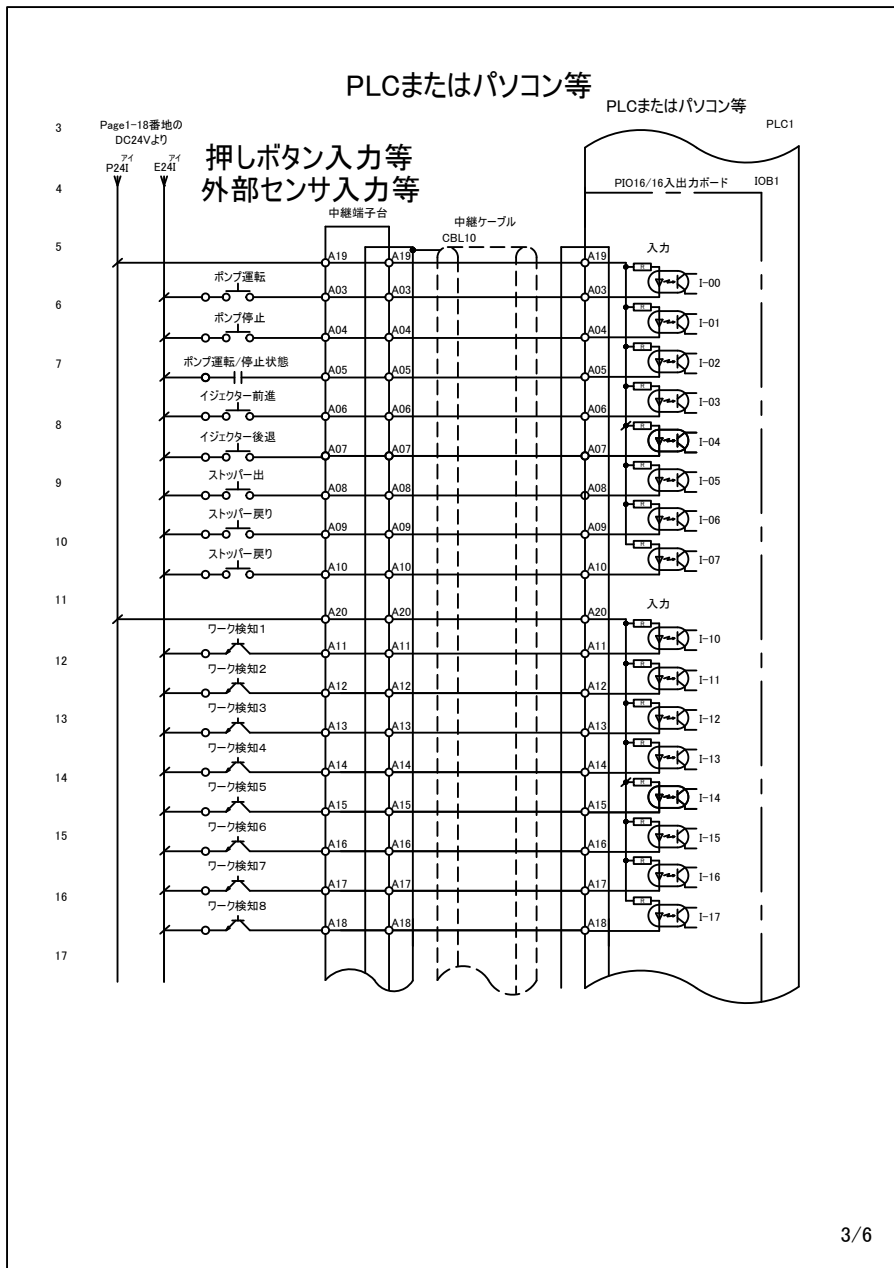 PLCまたはパソコン等
PLCまたはパソコン等
PLC1
3
Page1-18番地の
DC24Vより
アイ
P24I
アイ
E24I
押しボタン入力等
外部センサ入力等
4
PIO16/16入出力ボード
IOB1
中継端子台
中継ケーブル
CBL10
5
入力
A19 A19 A19
ポンプ運転
A03 A03 A03 I-00
6
ポンプ停止
A04 A04 A04 I-01
7
ポンプ運転/停止状態
A05 A05 A05 I-02
イジェクター前進
A06 A06 A06 I-03
8
イジェクター後退
A07 A07 A07 I-04
9
ストッパー出
A08 A08 A08 I-05
ストッパー戻り
A09 A09 A09 I-06
10
ストッパー戻り
A10 A10 A10 I-07
11
入力
A20 A20 A20
ワーク検知1
A11 A11 A11 I-10
12
ワーク検知2
A12 A12 A12 I-11
13
ワーク検知3
A13 A13 A13 I-12
ワーク検知4
A14 A14 A14 I-13
14
ワーク検知5
A15 A15 A15 I-14
15
ワーク検知6
A16 A16 A16 I-15
ワーク検知7
A17 A17 A17 I-16
16
ワーク検知8
A18 A18 A18 I-17
17
3/6